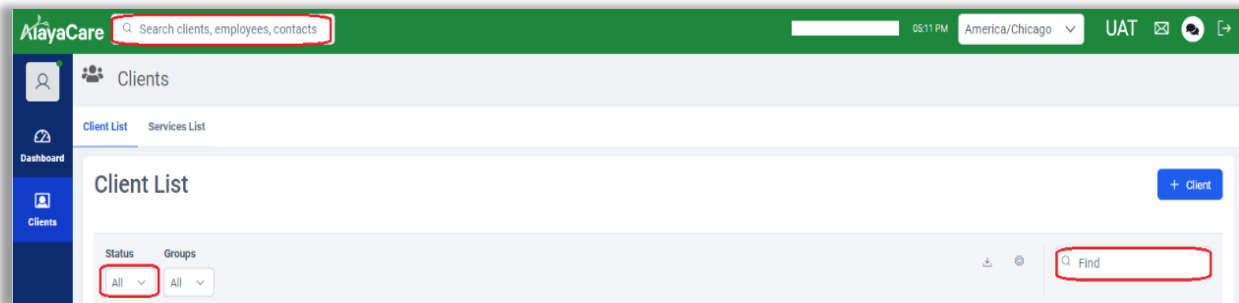 AlayaCare Search clients, employees, contacts 05:11 PM America/Chicago UAT
Clients
Client List Services List
Dashboard
Client List
+ Client
Clients
Status Groups
All All Find